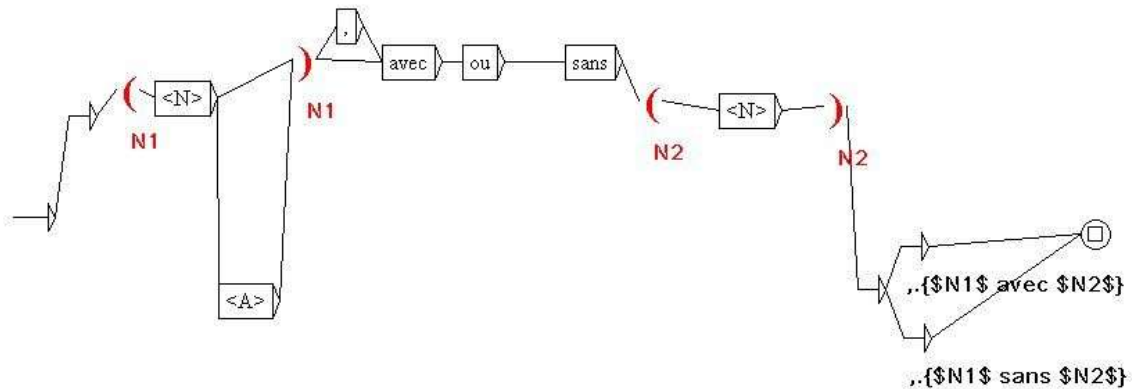 ,
( <N> ) avec ou sans ( <N> )
N1 N1 N2 N2
<A>
,.{$N1$ avec $N2$}
,.{$N1$ sans $N2$}